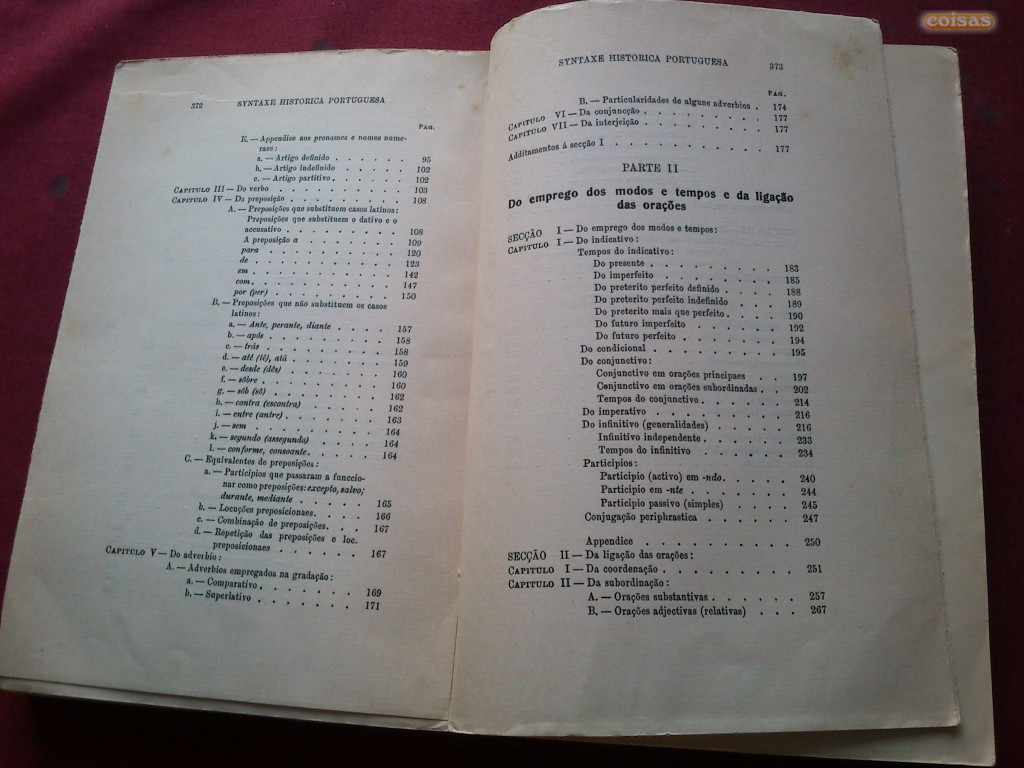 coisas
372 SYNTAXE HISTORICA PORTUGUESA
PAG.
E. — Appendice aos pronomes e nomes nume-
raes:
a. — Artigo definido . . . . . . 95
b. — Artigo indefinido . . . . . 102
c. — Artigo partitivo . . . . . . 102
CAPITULO III — Do verbo . . . . . . . . . 103
CAPITULO IV — Da preposição . . . . . . . . 108
A. — Preposições que substituem casos latinos:
Preposições que substituem o dativo e o
accusativo . . . . . . . . . 108
A preposição a . . . . . . . 109
para . . . . . . . . . . 120
de . . . . . . . . . . 123
em . . . . . . . . . . 142
com . . . . . . . . . . 147
por (per) . . . . . . . . . 150
B. — Preposições que não substituem os casos
latinos:
a. — Ante, perante, diante . . . . 157
b. — após . . . . . . . . . 158
c. — trás . . . . . . . . . 158
d. — até (tê), atá . . . . . . . 159
e. — desde (dês) . . . . . . . 160
f. — sôbre . . . . . . . . . 160
g. — sôb (sô) . . . . . . . . 162
h. — contra (escontra) . . . . . 162
i. — entre (antre) . . . . . . . 163
j. — sem . . . . . . . . . 164
k. — segundo (assegundo) . . . . 164
l. — conforme, consoante . . . . . 164
C. — Equivalentes de preposições:
a. — Participios que passaram a funccio-
nar como preposições: excepto, salvo;
durante, mediante . . . . . . 165
b. — Locuções preposicionaes . . . . 166
c. — Combinação de preposições . . . 167
d. — Repetição das preposições e loc.
preposicionaes . . . . . . 167
CAPITULO V — Do adverbio:
A. — Adverbios empregados na gradação:
a. — Comparativo . . . . . . . 169
b. — Superlativo . . . . . . . 171
SYNTAXE HISTORICA PORTUGUESA 373
PAG.
B. — Particularidades de alguns adverbios . 174
CAPITULO VI — Da conjuncção . . . . . . . . 177
CAPITULO VII — Da interjeição . . . . . . . . 177
Additamentos á secção I . . . . . . . . . . 177
PARTE II
Do emprego dos modos e tempos e da ligação
das orações
SECÇÃO I — Do emprego dos modos e tempos:
CAPITULO I — Do indicativo:
Tempos do indicativo:
Do presente . . . . . . . . . 183
Do imperfeito . . . . . . . . 185
Do preterito perfeito definido . . . . 188
Do preterito perfeito indefinido . . . 189
Do preterito mais que perfeito . . . . 190
Do futuro imperfeito . . . . . . 192
Do futuro perfeito . . . . . . . 194
Do condicional . . . . . . . . . 195
Do conjunctivo:
Conjunctivo em orações principaes . . 197
Conjunctivo em orações subordinadas . . 202
Tempos do conjunctivo . . . . . . 214
Do imperativo . . . . . . . . . 216
Do infinitivo (generalidades) . . . . . 216
Infinitivo independente . . . . . . 233
Tempos do infinitivo . . . . . . 234
Participios:
Participio (activo) em -ndo . . . . . 240
Participio em -nte . . . . . . . 244
Participio passivo (simples) . . . . 245
Conjugação periphrastica . . . . . . 247
Appendice . . . . . . . . . . 250
SECÇÃO II — Da ligação das orações:
CAPITULO I — Da coordenação . . . . . . . . 251
CAPITULO II — Da subordinação:
A. — Orações substantivas . . . . . . 257
B. — Orações adjectivas (relativas) . . . 267